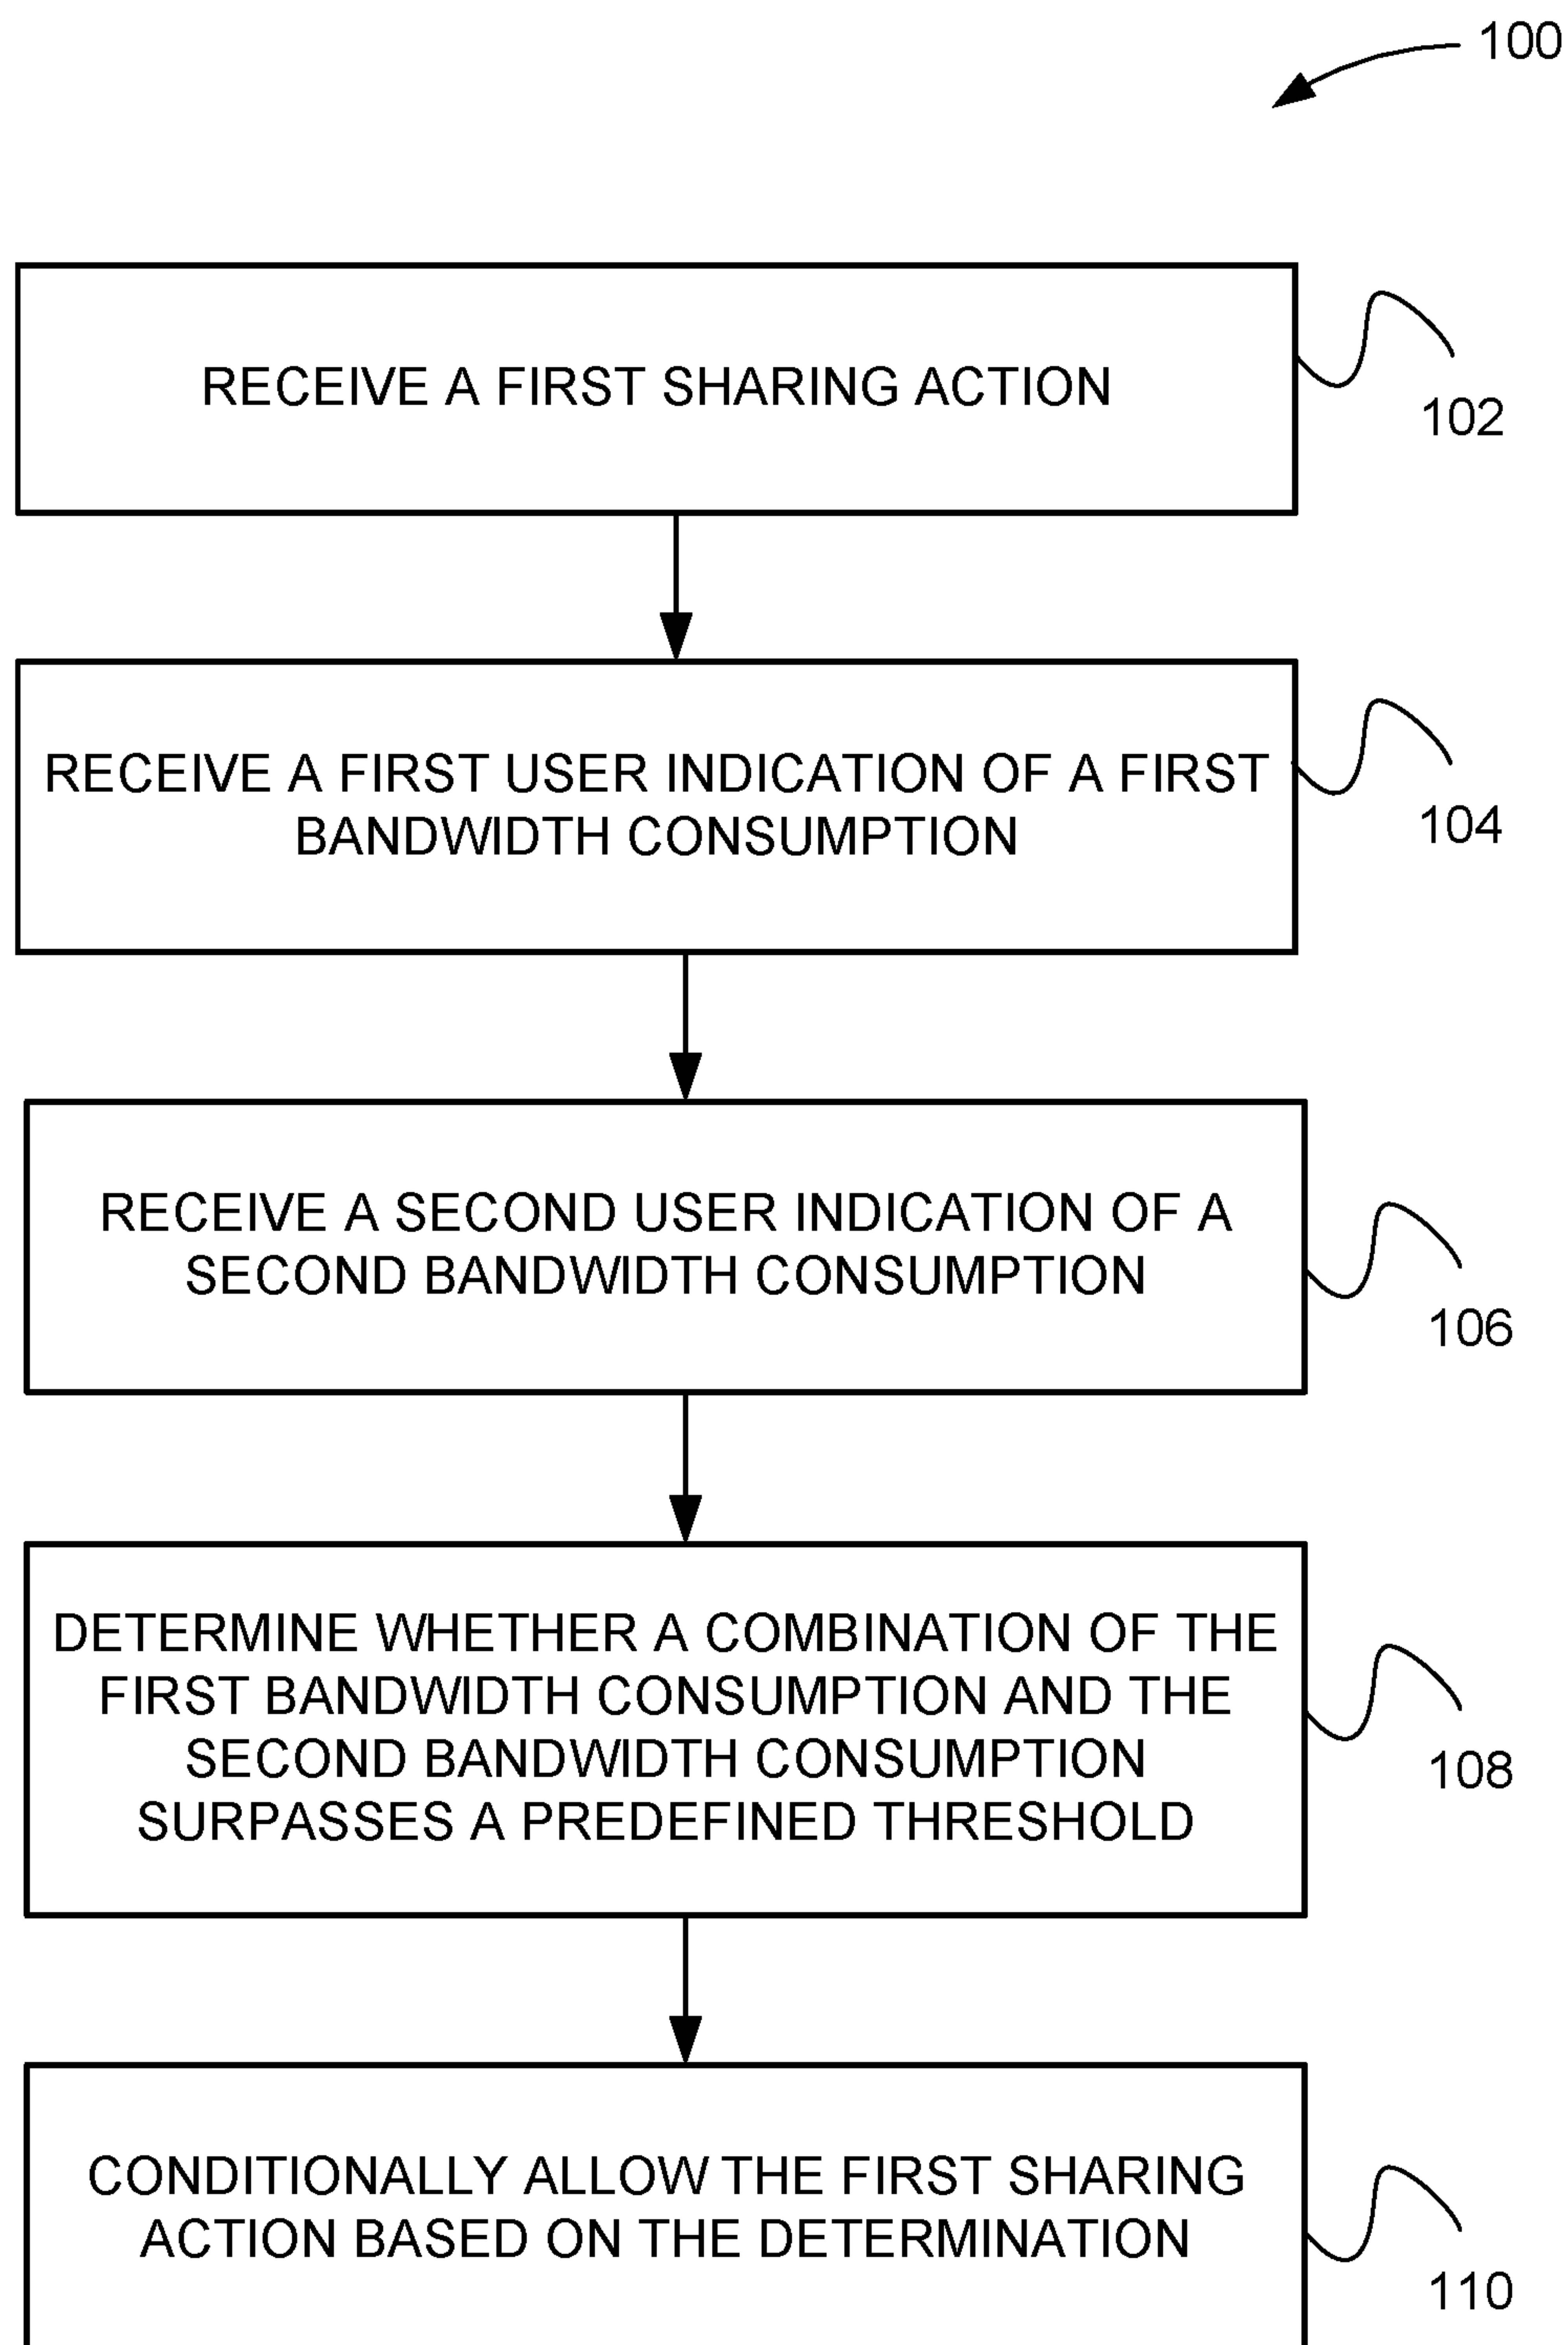 100
RECEIVE A FIRST SHARING ACTION
102
RECEIVE A FIRST USER INDICATION OF A FIRST
BANDWIDTH CONSUMPTION
104
RECEIVE A SECOND USER INDICATION OF A
SECOND BANDWIDTH CONSUMPTION
106
DETERMINE WHETHER A COMBINATION OF THE
FIRST BANDWIDTH CONSUMPTION AND THE
SECOND BANDWIDTH CONSUMPTION
SURPASSES A PREDEFINED THRESHOLD
108
CONDITIONALLY ALLOW THE FIRST SHARING
ACTION BASED ON THE DETERMINATION
110